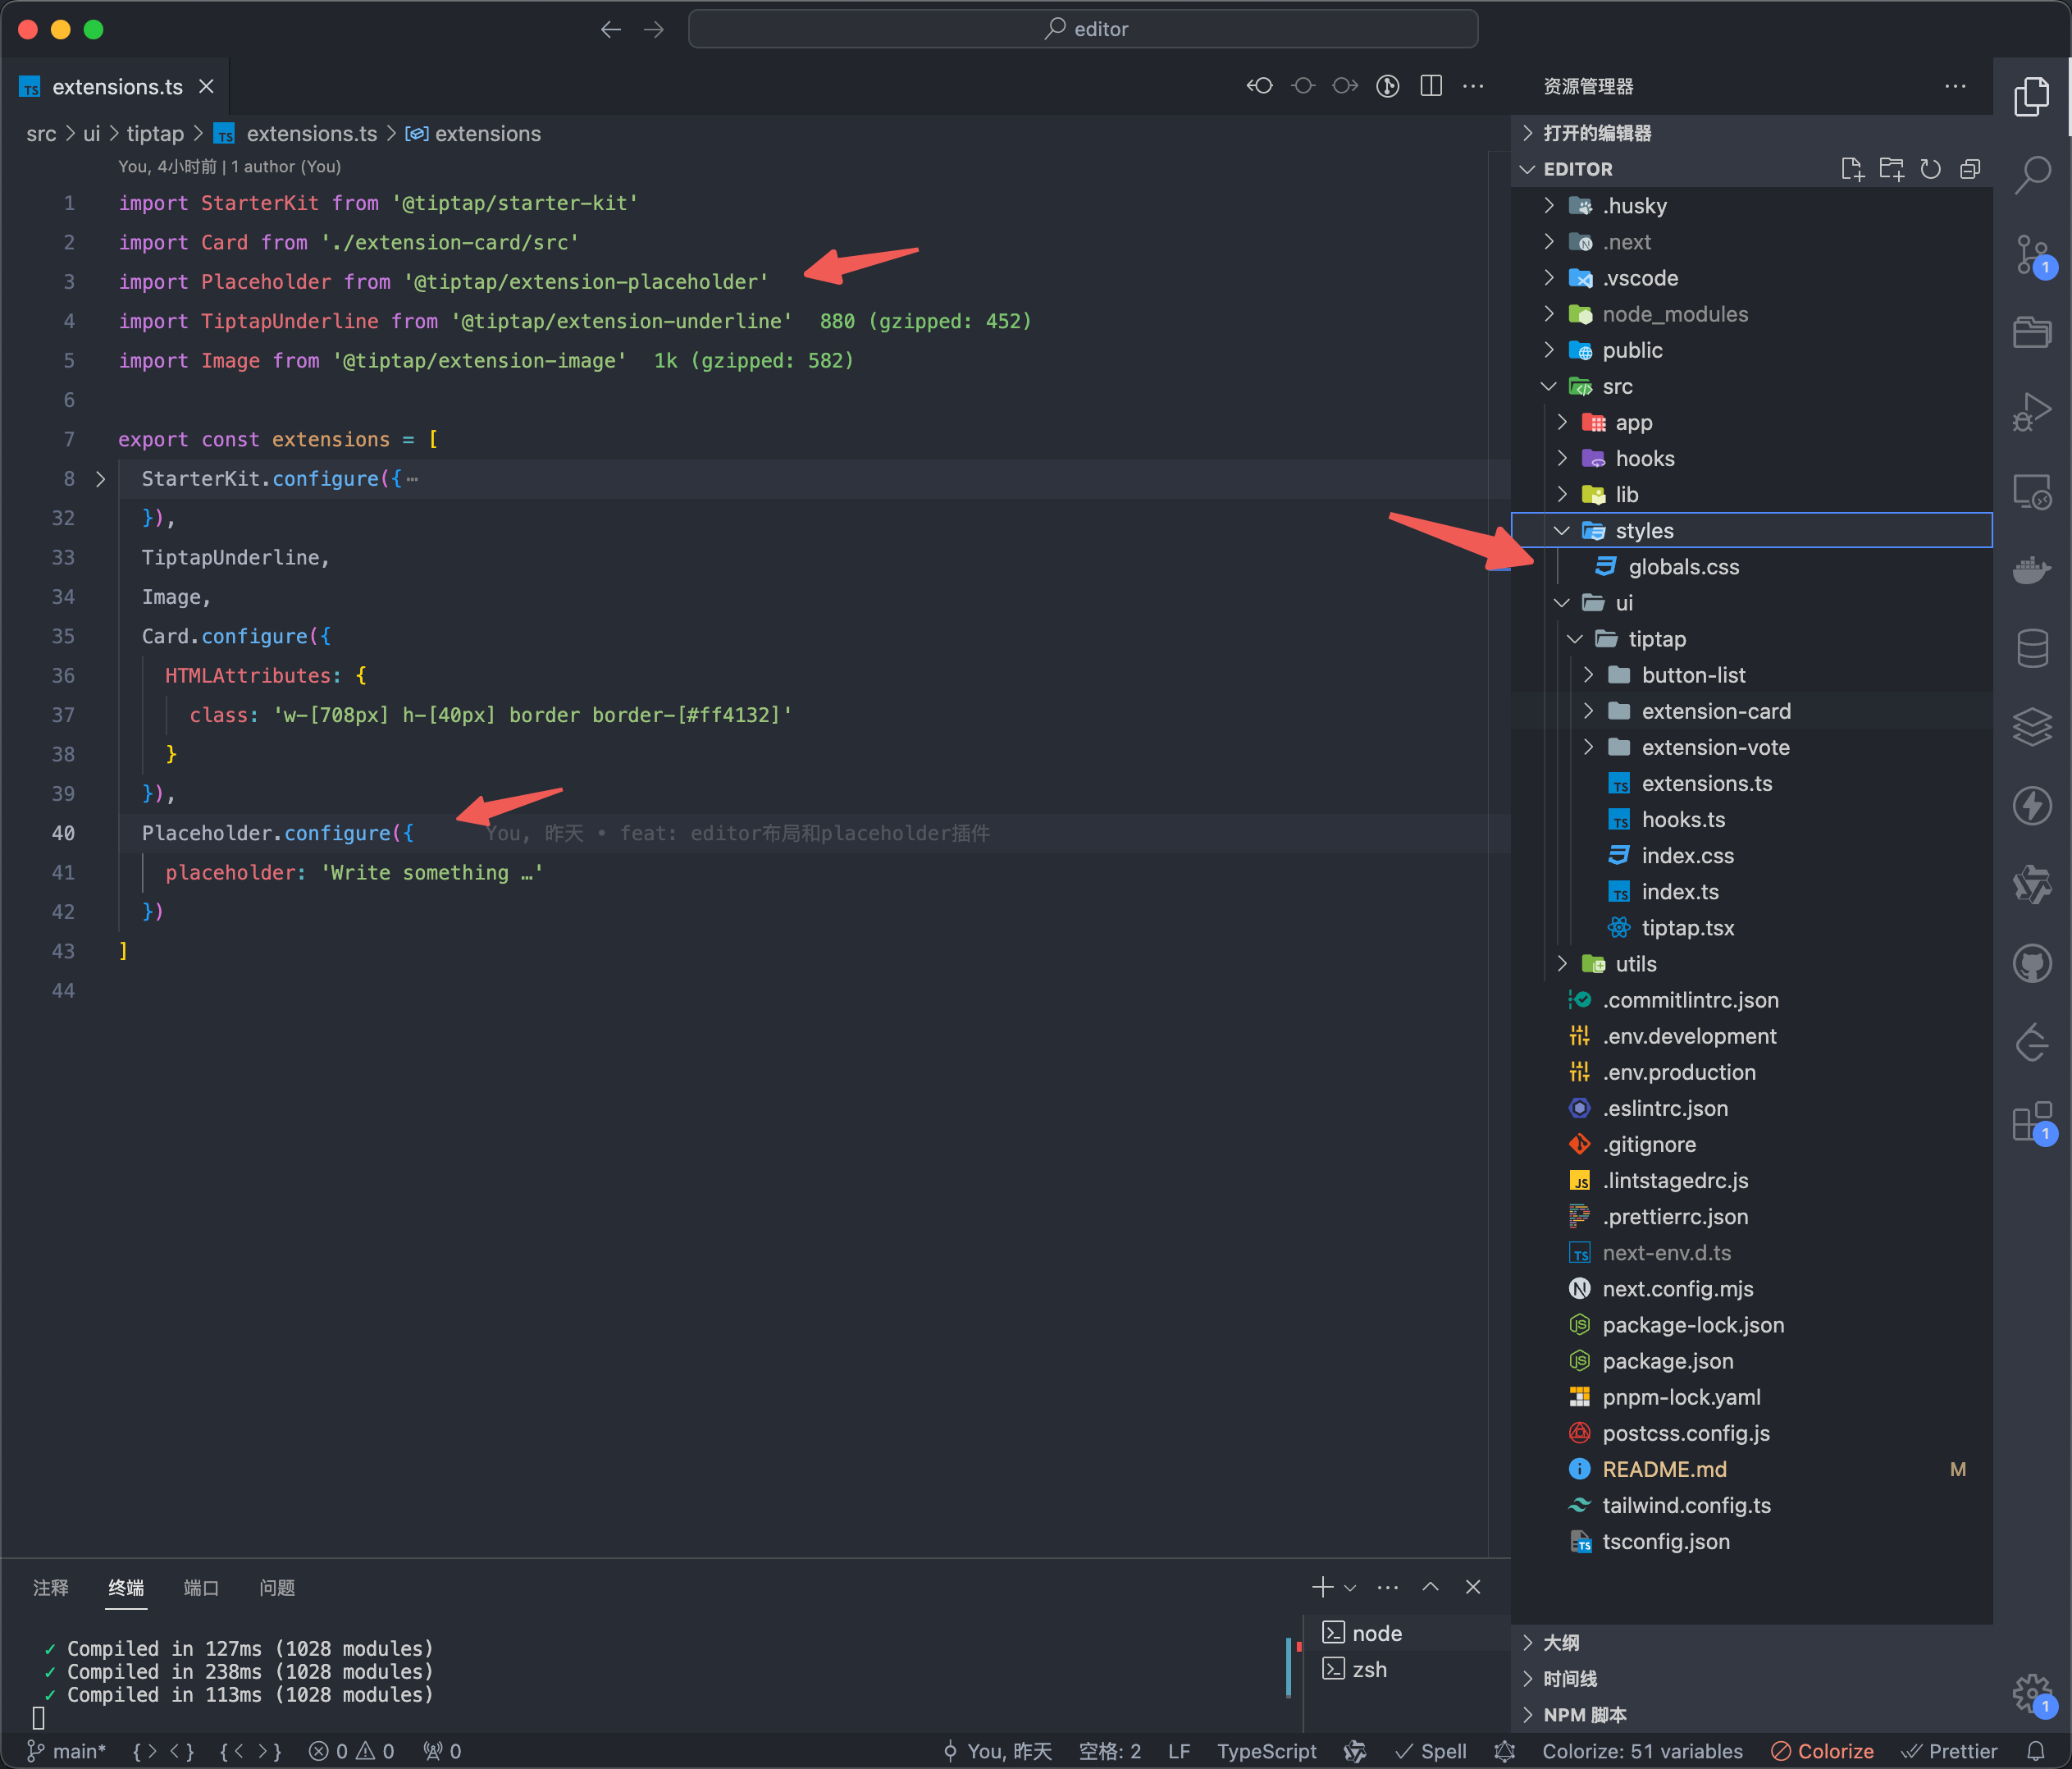 editor
extensions.ts
资源管理器
src > ui > tiptap > TS extensions.ts > extensions
打开的编辑器
EDITOR
You, 4小时前 | 1 author (You)
1 import StarterKit from '@tiptap/starter-kit'
2 import Card from './extension-card/src'
3 import Placeholder from '@tiptap/extension-placeholder'
4 import TiptapUnderline from '@tiptap/extension-underline' 880 (gzipped: 452)
5 import Image from '@tiptap/extension-image' 1k (gzipped: 582)
6
7 export const extensions = [
8 StarterKit.configure({ ⋯
32 }),
33 TiptapUnderline,
34 Image,
35 Card.configure({
36 HTMLAttributes: {
37 class: 'w-[708px] h-[40px] border border-[#ff4132]'
38 }
39 }),
40 Placeholder.configure({ You, 昨天 • feat: editor布局和placeholder插件
41 placeholder: 'Write something …'
42 })
43 ]
44
.husky
.next
.vscode
node_modules
public
src
app
hooks
lib
styles
globals.css
ui
tiptap
button-list
extension-card
extension-vote
extensions.ts
hooks.ts
index.css
index.ts
tiptap.tsx
utils
.commitlintrc.json
.env.development
.env.production
.eslintrc.json
.gitignore
.lintstagedrc.js
.prettierrc.json
next-env.d.ts
next.config.mjs
package-lock.json
package.json
pnpm-lock.yaml
postcss.config.js
README.md M
tailwind.config.ts
tsconfig.json
大纲
时间线
NPM 脚本
1
1
1
注释 终端 端口 问题
✓ Compiled in 127ms (1028 modules)
✓ Compiled in 238ms (1028 modules)
✓ Compiled in 113ms (1028 modules)
node
zsh
main* { > < } { < > } 0 0 0 You, 昨天 空格: 2 LF TypeScript Spell Colorize: 51 variables Colorize Prettier